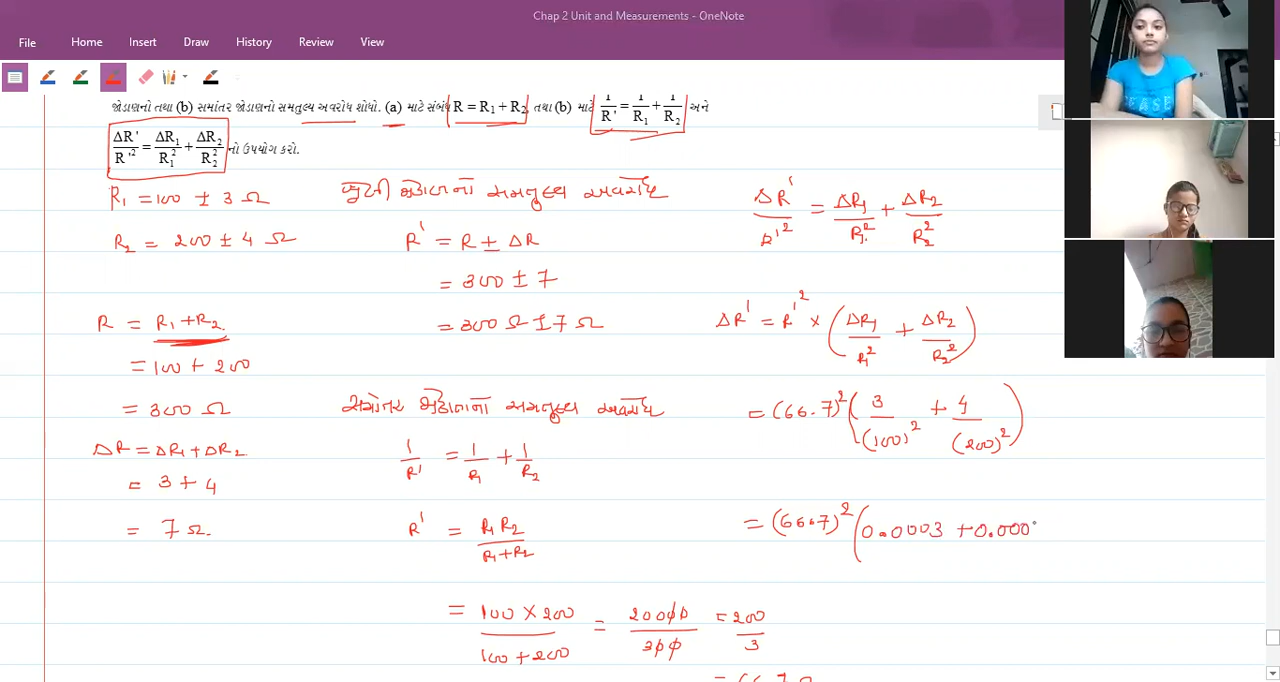 Chap 2 Unit and Measurements - OneNote
File Home Insert Draw History Review View
જોડાણનો તથા (b) સમાંતર જોડાણનો સમતુલ્ય અવરોધ શોધો. (a) માટે સંબંધ R = R₁ + R₂ તથા (b) માટે 1/R' = 1/R₁ + 1/R₂ અને
ΔR'/R'² = ΔR₁/R₁² + ΔR₂/R₂² નો ઉપયોગ કરો.
R₁ = 100 ± 3 Ω
R₂ = 200 ± 4 Ω
R = R₁ + R₂
= 100 + 200
= 300 Ω
ΔR = ΔR₁ + ΔR₂
= 3 + 4
= 7 Ω.
શ્રેણી જોડાણના સમતુલ્ય અવરોધ
R' = R ± ΔR
= 300 ± 7
= 300 Ω ± 7 Ω
સમાંતર જોડાણના સમતુલ્ય અવરોધ
1/R' = 1/R₁ + 1/R₂
R' = R₁ R₂ / R₁ + R₂
= 100 × 200 / 100 + 200 = 20000 / 300 = 200 / 3
= 66.7 Ω
ΔR'/R'² = ΔR₁/R₁² + ΔR₂/R₂²
ΔR' = R'² × (ΔR₁/R₁² + ΔR₂/R₂²)
= (66.7)² (3/(100)² + 4/(200)²)
= (66.7)² (0.0003 + 0.000